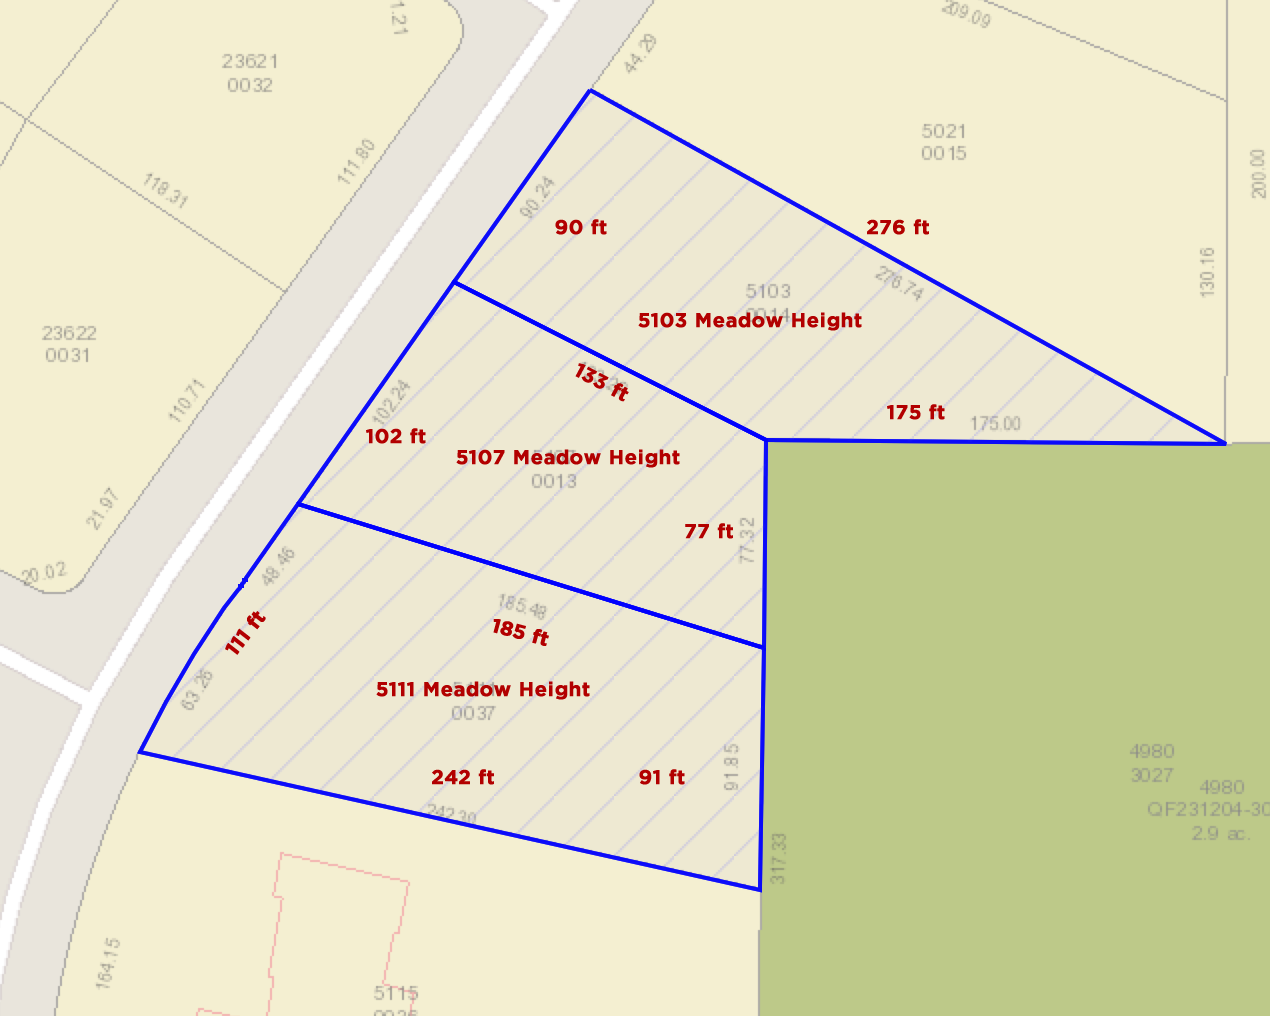 1.21
209.09
44.29
23621
0032
5021
0015
111.80
200.00
118.31
90.24
90 ft
276 ft
130.16
276.74
5103
0014
5103 Meadow Height
23622
0031
133 ft
110.71
102.24
175 ft
175.00
102 ft
5107 Meadow Height
0013
21.97
77 ft
77.32
20.02
48.46
185.48
111 ft
185 ft
63.26
5111 Meadow Height
0037
91.85
4980
3027
242 ft
91 ft
4980
QF231204-30
2.9 ac.
242.30
317.33
164.15
5115